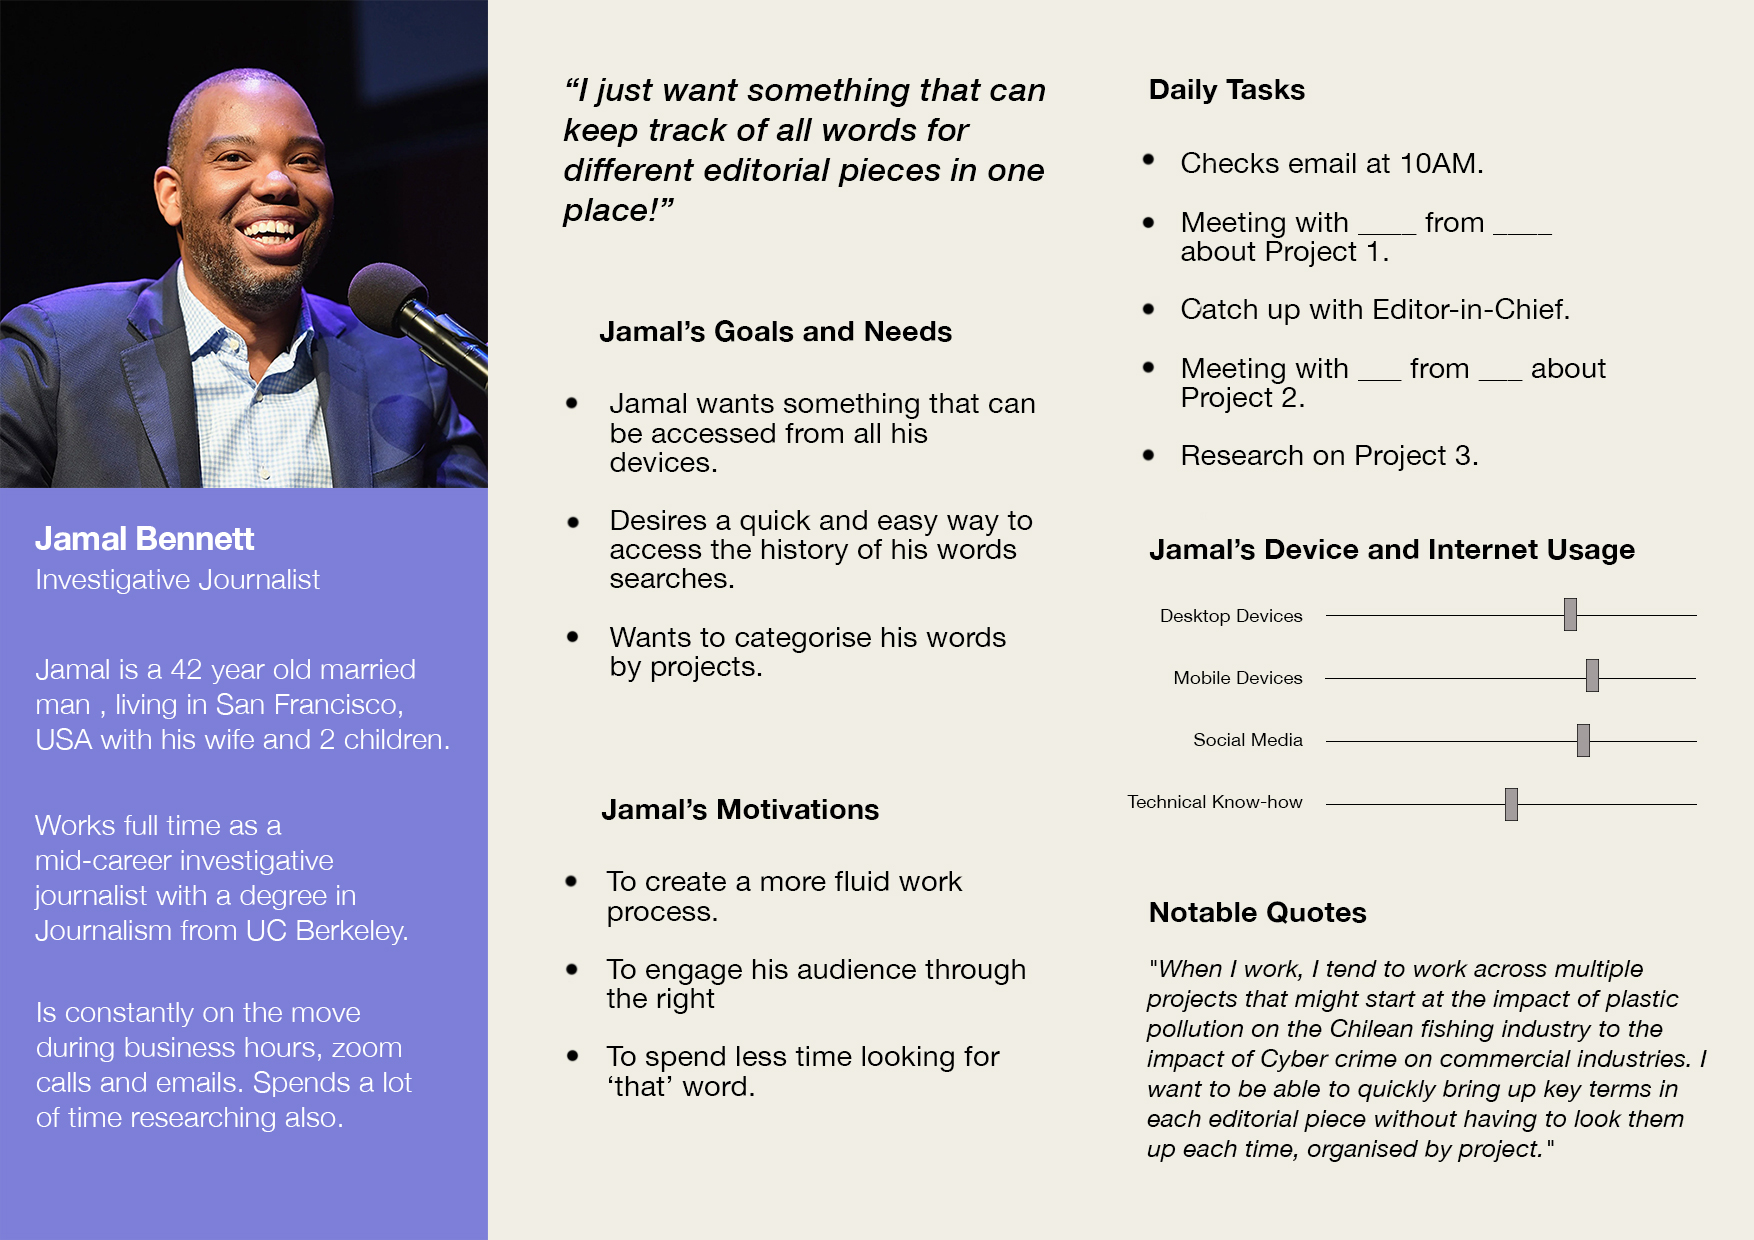 Jamal Bennett
Investigative Journalist
Jamal is a 42 year old married
man , living in San Francisco,
USA with his wife and 2 children.
Works full time as a
mid-career investigative
journalist with a degree in
Journalism from UC Berkeley.
Is constantly on the move
during business hours, zoom
calls and emails. Spends a lot
of time researching also.
“I just want something that can
keep track of all words for
different editorial pieces in one
place!”
Jamal’s Goals and Needs
• Jamal wants something that can
be accessed from all his
devices.
• Desires a quick and easy way to
access the history of his words
searches.
• Wants to categorise his words
by projects.
Jamal’s Motivations
• To create a more fluid work
process.
• To engage his audience through
the right
• To spend less time looking for
‘that’ word.
Daily Tasks
• Checks email at 10AM.
• Meeting with ____ from ____
about Project 1.
• Catch up with Editor-in-Chief.
• Meeting with ___ from ___ about
Project 2.
• Research on Project 3.
Jamal’s Device and Internet Usage
Desktop Devices
Mobile Devices
Social Media
Technical Know-how
Notable Quotes
"When I work, I tend to work across multiple
projects that might start at the impact of plastic
pollution on the Chilean fishing industry to the
impact of Cyber crime on commercial industries. I
want to be able to quickly bring up key terms in
each editorial piece without having to look them
up each time, organised by project."